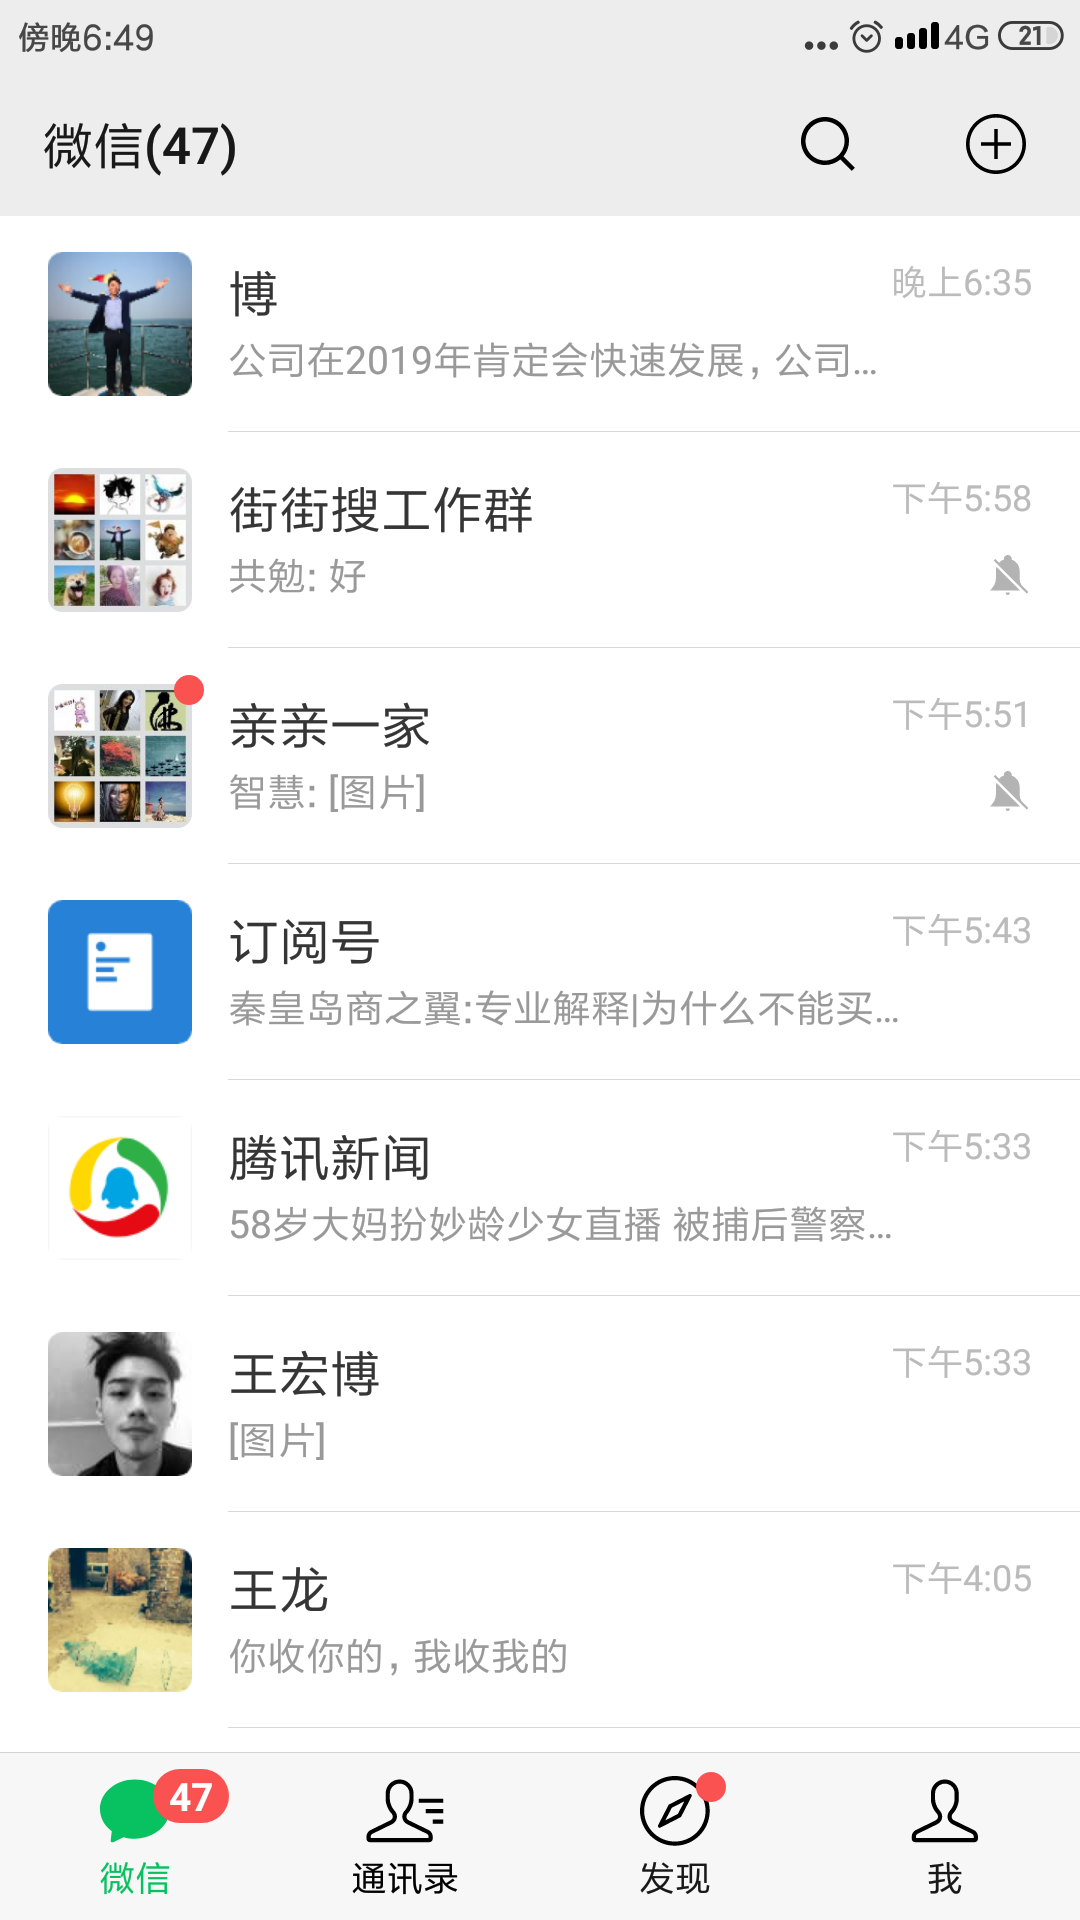 傍晚6:49
4G 21
微信(47)
博
晚上6:35
公司在2019年肯定会快速发展，公司...
街街搜工作群
下午5:58
共勉: 好
亲亲一家
下午5:51
智慧: [图片]
订阅号
下午5:43
秦皇岛商之翼:专业解释|为什么不能买...
腾讯新闻
下午5:33
58岁大妈扮妙龄少女直播 被捕后警察...
王宏博
下午5:33
[图片]
王龙
下午4:05
你收你的，我收我的
47
微信
通讯录
发现
我